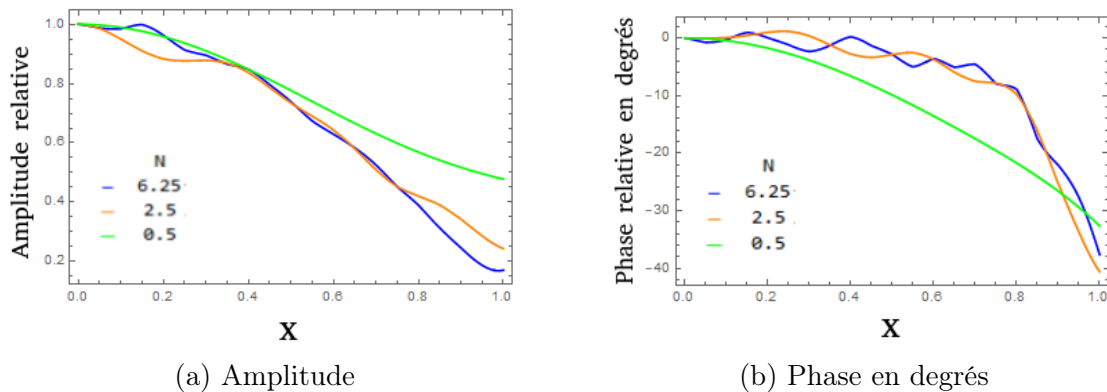 Amplitude relative
1.0
0.8
0.6
0.4
0.2
N
6.25
2.5
0.5
0.0 0.2 0.4 0.6 0.8 1.0
X
(a) Amplitude
Phase relative en degrés
0
-10
-20
-30
-40
N
6.25
2.5
0.5
0.0 0.2 0.4 0.6 0.8 1.0
X
(b) Phase en degrés